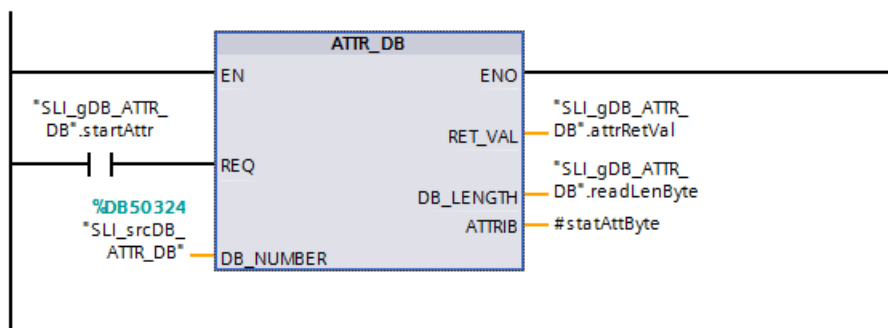 ATTR_DB
EN
ENO
"SLI_gDB_ATTR_
DB".startAttr
"SLI_gDB_ATTR_
DB".attrRetVal
RET_VAL
REQ
"SLI_gDB_ATTR_
DB".readLenByte
DB_LENGTH
%DB50324
"SLI_srcDB_
ATTR_DB"
ATTRIB
#statAttByte
DB_NUMBER